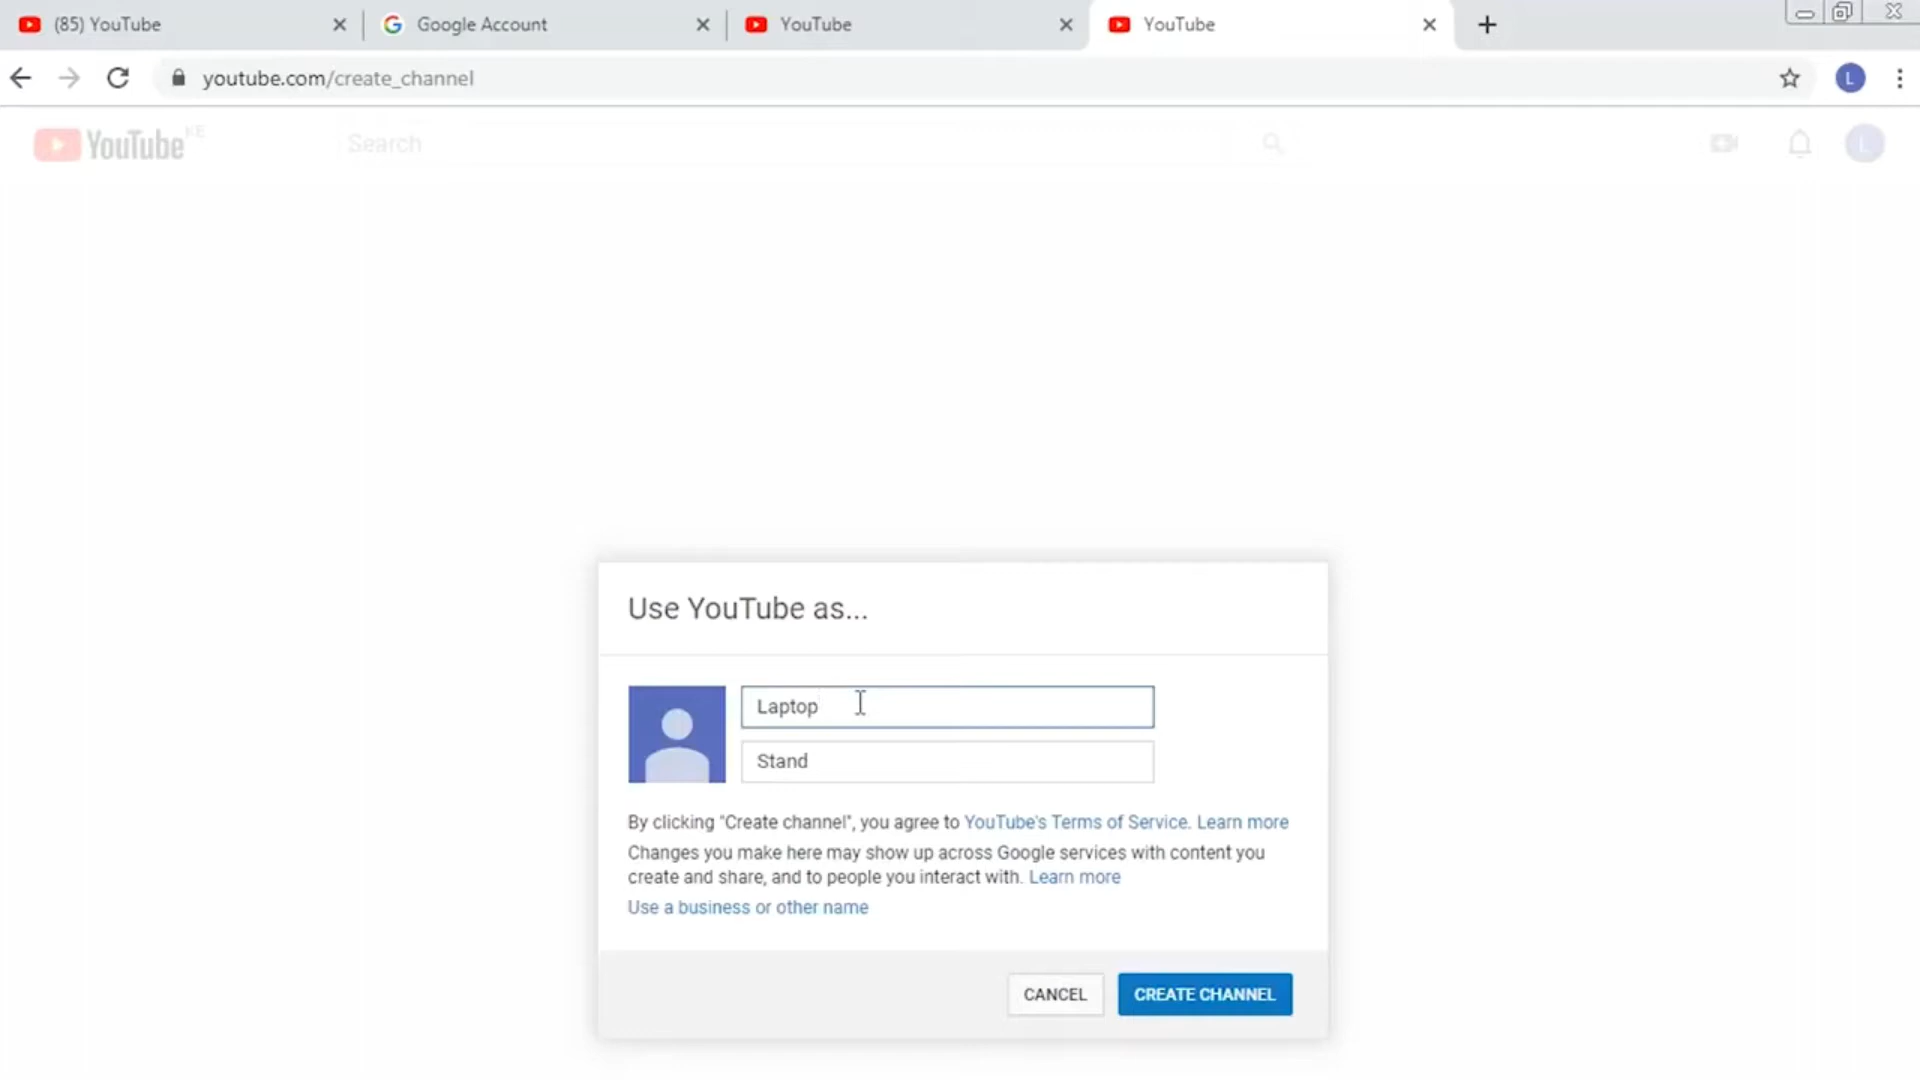 (85) YouTube
Google Account
YouTube
YouTube
youtube.com/create_channel
L
YouTube KE
Search
L
Use YouTube as...
Laptop
Stand
By clicking "Create channel", you agree to YouTube's Terms of Service. Learn more
Changes you make here may show up across Google services with content you
create and share, and to people you interact with. Learn more
Use a business or other name
CANCEL
CREATE CHANNEL